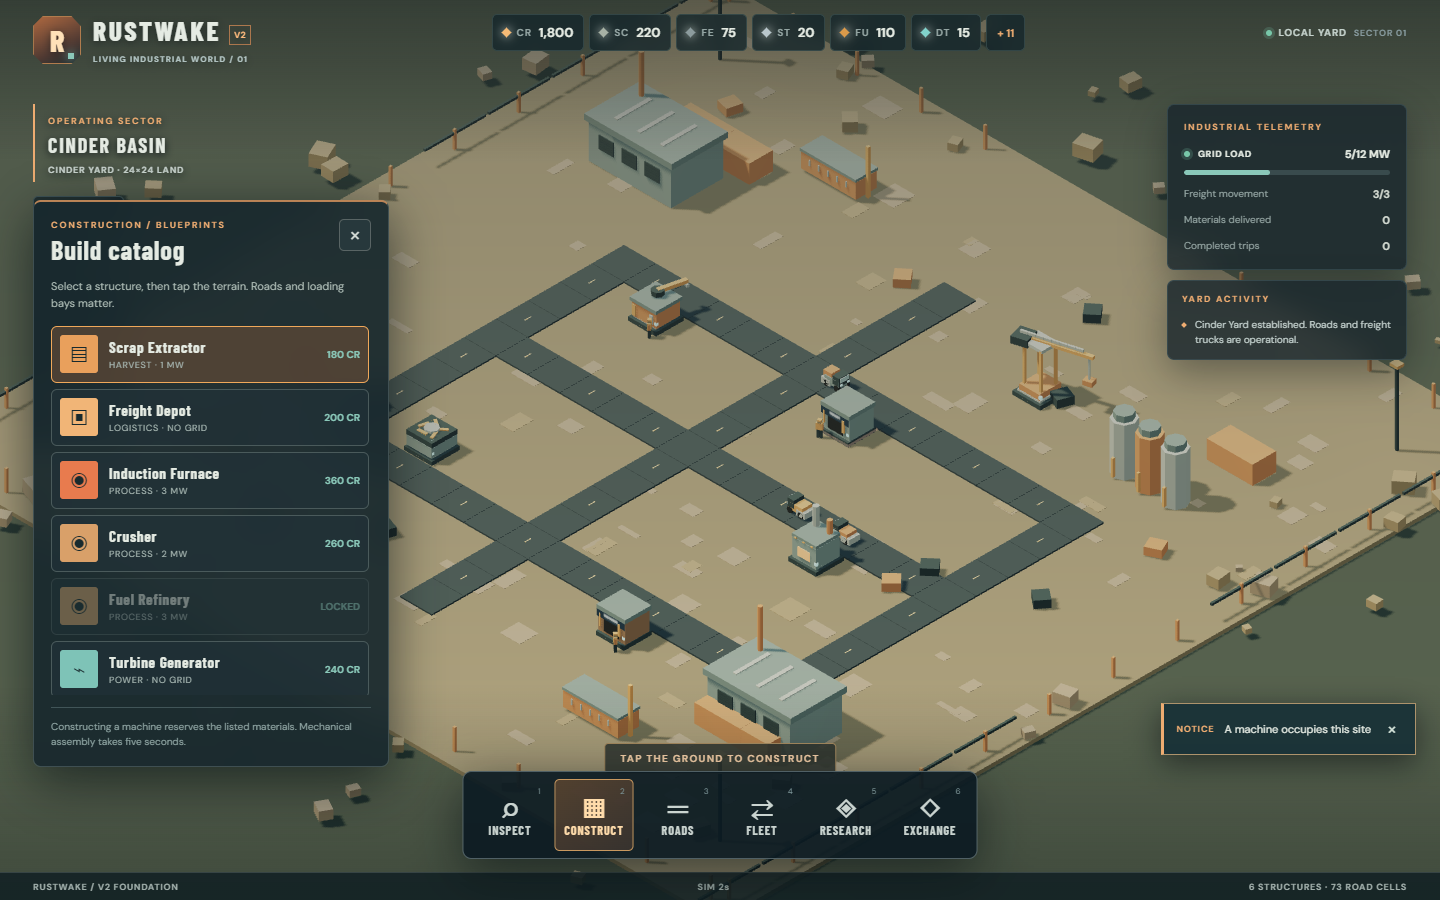 R
RUSTWAKE V2
LIVING INDUSTRIAL WORLD / 01
CR 1,800
SC 220
FE 75
ST 20
FU 110
DT 15
+ 11
LOCAL YARD SECTOR 01
OPERATING SECTOR
CINDER BASIN
CINDER YARD · 24×24 LAND
CONSTRUCTION / BLUEPRINTS
Build catalog
×
Select a structure, then tap the terrain. Roads and loading
bays matter.
Scrap Extractor
HARVEST · 1 MW
180 CR
Freight Depot
LOGISTICS · NO GRID
200 CR
Induction Furnace
PROCESS · 3 MW
360 CR
Crusher
PROCESS · 2 MW
260 CR
Fuel Refinery
PROCESS · 3 MW
LOCKED
Turbine Generator
POWER · NO GRID
240 CR
Constructing a machine reserves the listed materials. Mechanical
assembly takes five seconds.
INDUSTRIAL TELEMETRY
GRID LOAD 5/12 MW
Freight movement 3/3
Materials delivered 0
Completed trips 0
YARD ACTIVITY
Cinder Yard established. Roads and freight
trucks are operational.
NOTICE A machine occupies this site ×
TAP THE GROUND TO CONSTRUCT
1 INSPECT
2 CONSTRUCT
3 ROADS
4 FLEET
5 RESEARCH
6 EXCHANGE
RUSTWAKE / V2 FOUNDATION
SIM 2s
6 STRUCTURES · 73 ROAD CELLS